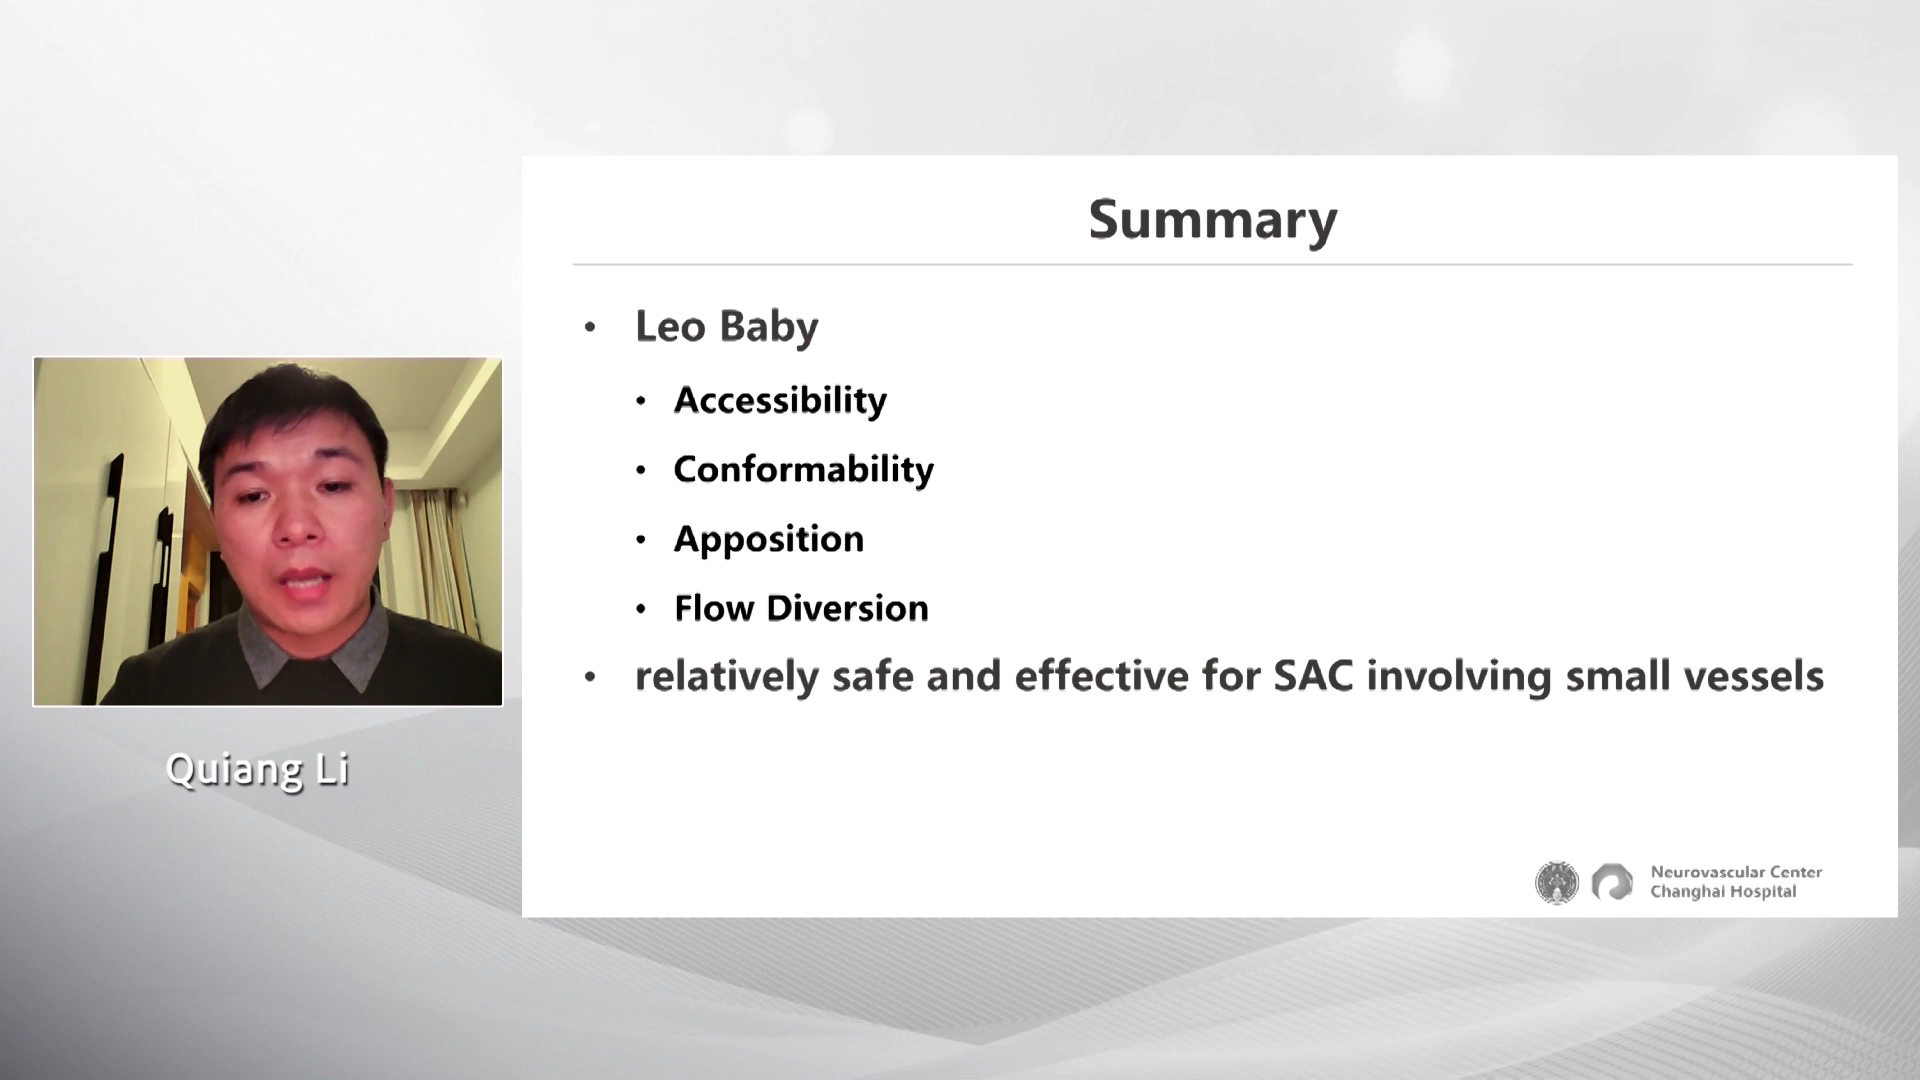 Summary
• Leo Baby
• Accessibility
• Conformability
• Apposition
• Flow Diversion
• relatively safe and effective for SAC involving small vessels
Quiang Li
Neurovascular Center
Changhai Hospital